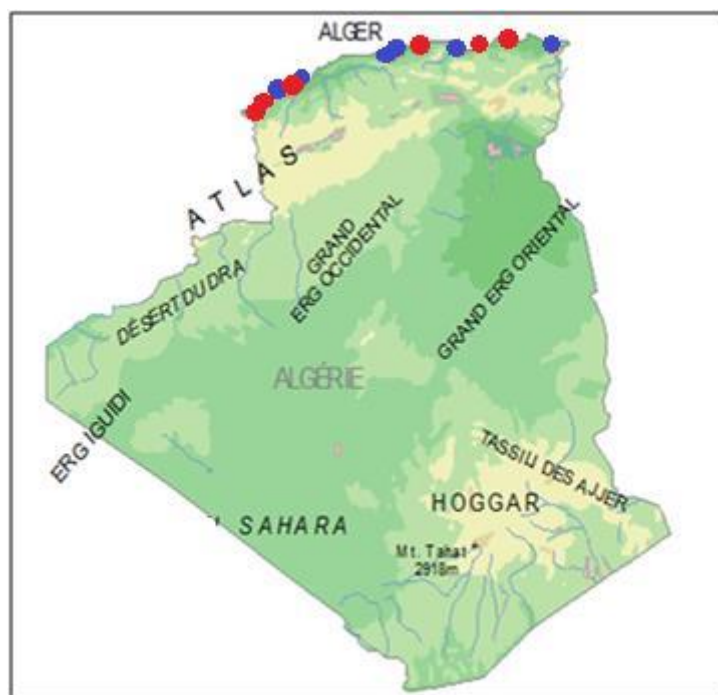 ALGER
ATLAS
DÉSERT DU DRA
GRAND
ERG OCCIDENTAL
GRAND ERG ORIENTAL
ALGÉRIE
ERG IGUIDI
TASSILI DES AJJER
HOGGAR
SAHARA
Mt. Tahat
2918m